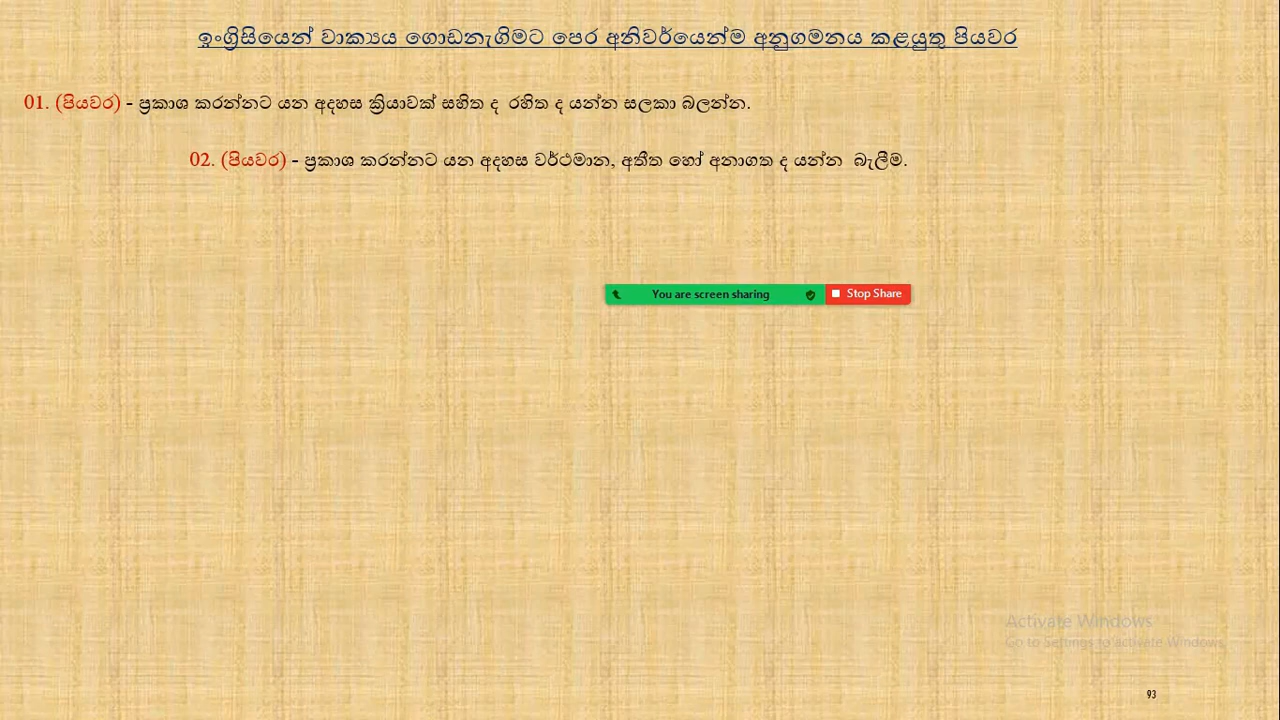 ඉංග්‍රිසියෙන් වාක්‍යය ගොඩනැගිමට පෙර අනිවර්යෙන්ම අනුගමනය කළයුතු පියවර
01. (පියවර) - ප්‍රකාශ කරන්නට යන අදහස ක්‍රියාවක් සහිත ද රහිත ද යන්න සලකා බලන්න.
02. (පියවර) - ප්‍රකාශ කරන්නට යන අදහස වර්ථමාන, අතීත හෝ අනාගත ද යන්න බැලීම.
You are screen sharing Stop Share
Activate Windows
Go to Settings to activate Windows.
93